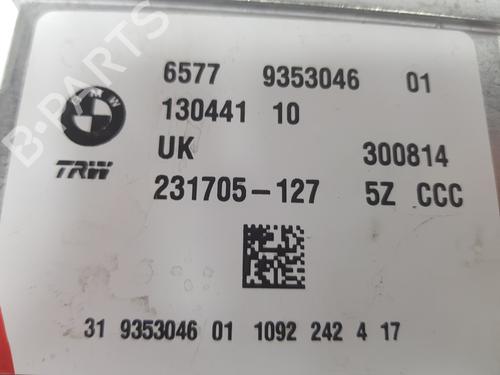 B-PARTS
6577 9353046 01
BMW
130441 10
UK 300814
TRW
231705-127 5Z CCC
31 9353046 01 1092 242 4 17